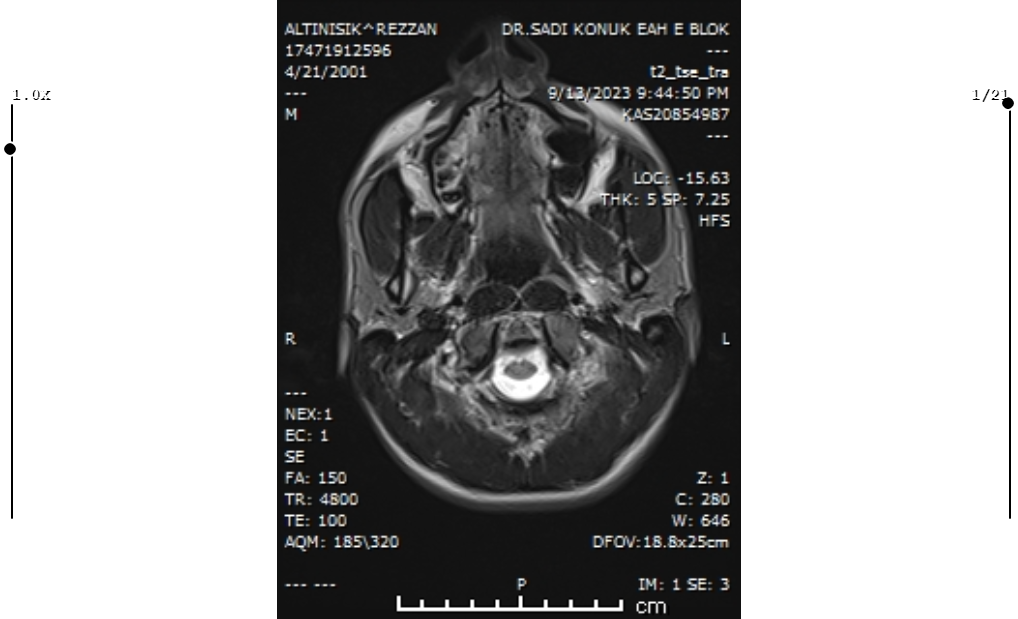 1.0X
1/21
ALTINISIK^REZZAN
17471912596
4/21/2001
---
M
DR.SADI KONUK EAH E BLOK
---
t2_tse_tra
9/13/2023 9:44:50 PM
KAS20854987
---
LOC: -15.63
THK: 5 SP: 7.25
HFS
R
L
---
NEX:1
EC: 1
SE
FA: 150
TR: 4800
TE: 100
AQM: 185\320
--- ---
Z: 1
C: 280
W: 646
DFOV:18.8x25cm
P
IM: 1 SE: 3
cm